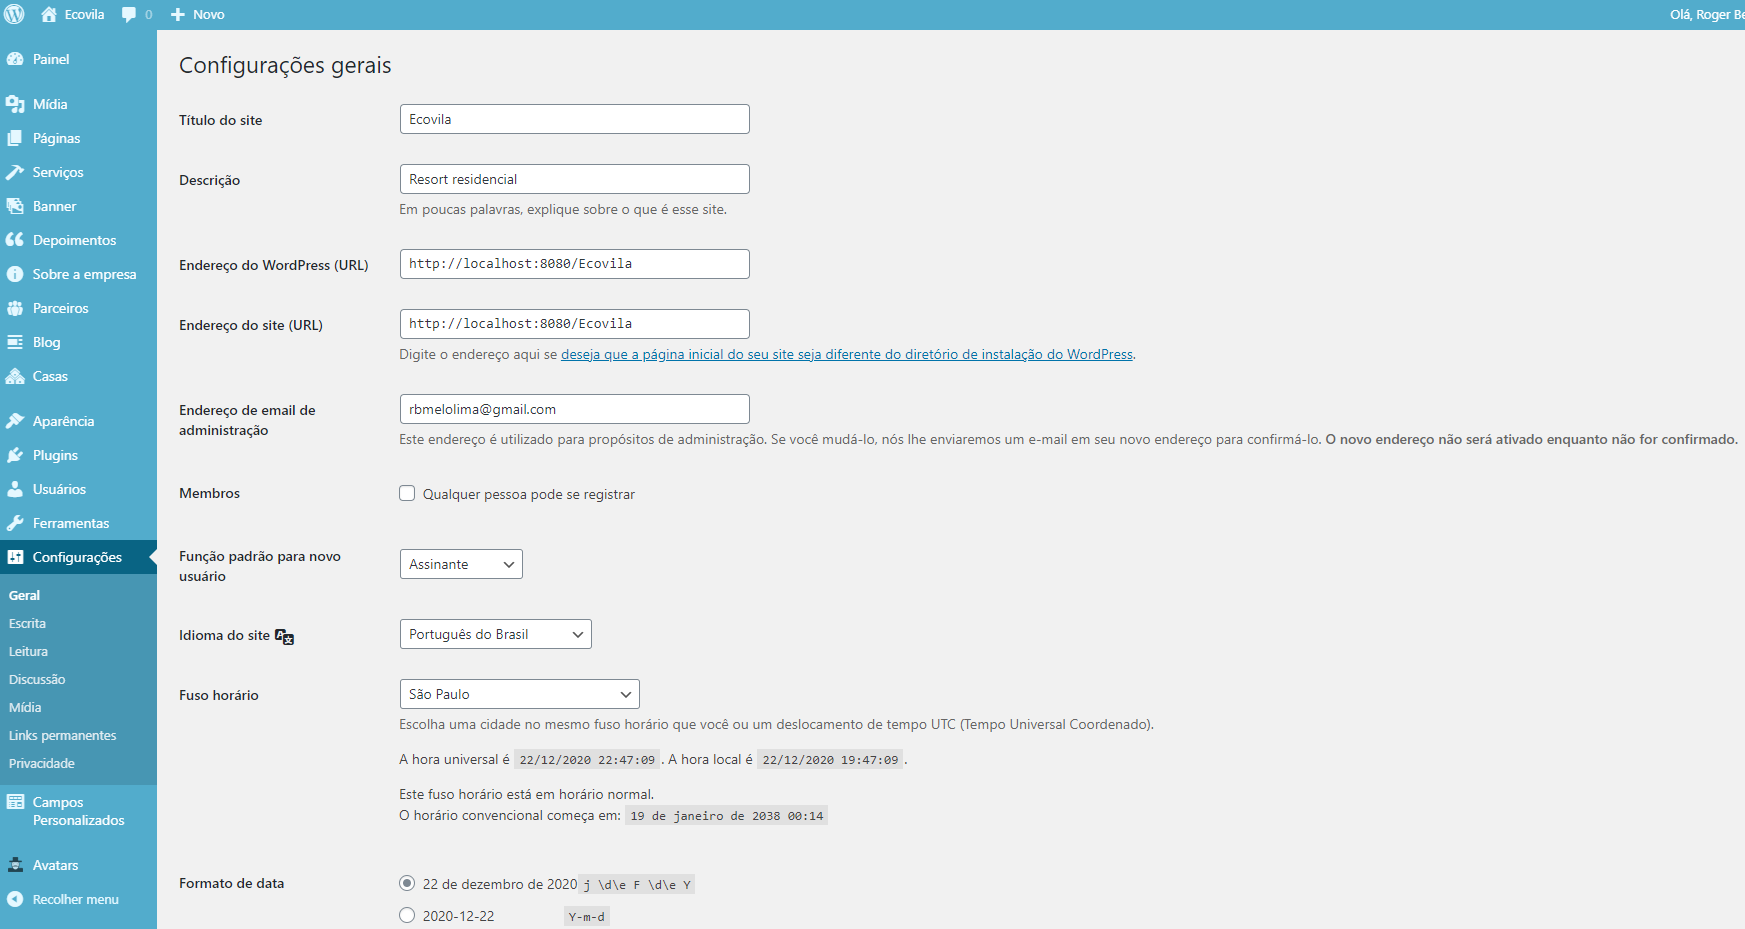 Ecovila
0
Novo
Olá, Roger Be
Painel
Mídia
Páginas
Serviços
Banner
Depoimentos
Sobre a empresa
Parceiros
Blog
Casas
Aparência
Plugins
Usuários
Ferramentas
Configurações
Geral
Escrita
Leitura
Discussão
Mídia
Links permanentes
Privacidade
Campos
Personalizados
Avatars
Recolher menu
Configurações gerais
Título do site
Ecovila
Descrição
Resort residencial
Em poucas palavras, explique sobre o que é esse site.
Endereço do WordPress (URL)
http://localhost:8080/Ecovila
Endereço do site (URL)
http://localhost:8080/Ecovila
Digite o endereço aqui se deseja que a página inicial do seu site seja diferente do diretório de instalação do WordPress.
Endereço de email de
administração
rbmelolima@gmail.com
Este endereço é utilizado para propósitos de administração. Se você mudá-lo, nós lhe enviaremos um e-mail em seu novo endereço para confirmá-lo. O novo endereço não será ativado enquanto não for confirmado.
Membros
Qualquer pessoa pode se registrar
Função padrão para novo
usuário
Assinante
Idioma do site
Português do Brasil
Fuso horário
São Paulo
Escolha uma cidade no mesmo fuso horário que você ou um deslocamento de tempo UTC (Tempo Universal Coordenado).
A hora universal é 22/12/2020 22:47:09. A hora local é 22/12/2020 19:47:09.
Este fuso horário está em horário normal.
O horário convencional começa em: 19 de janeiro de 2038 00:14
Formato de data
22 de dezembro de 2020 j \d\e F \d\e Y
2020-12-22 Y-m-d